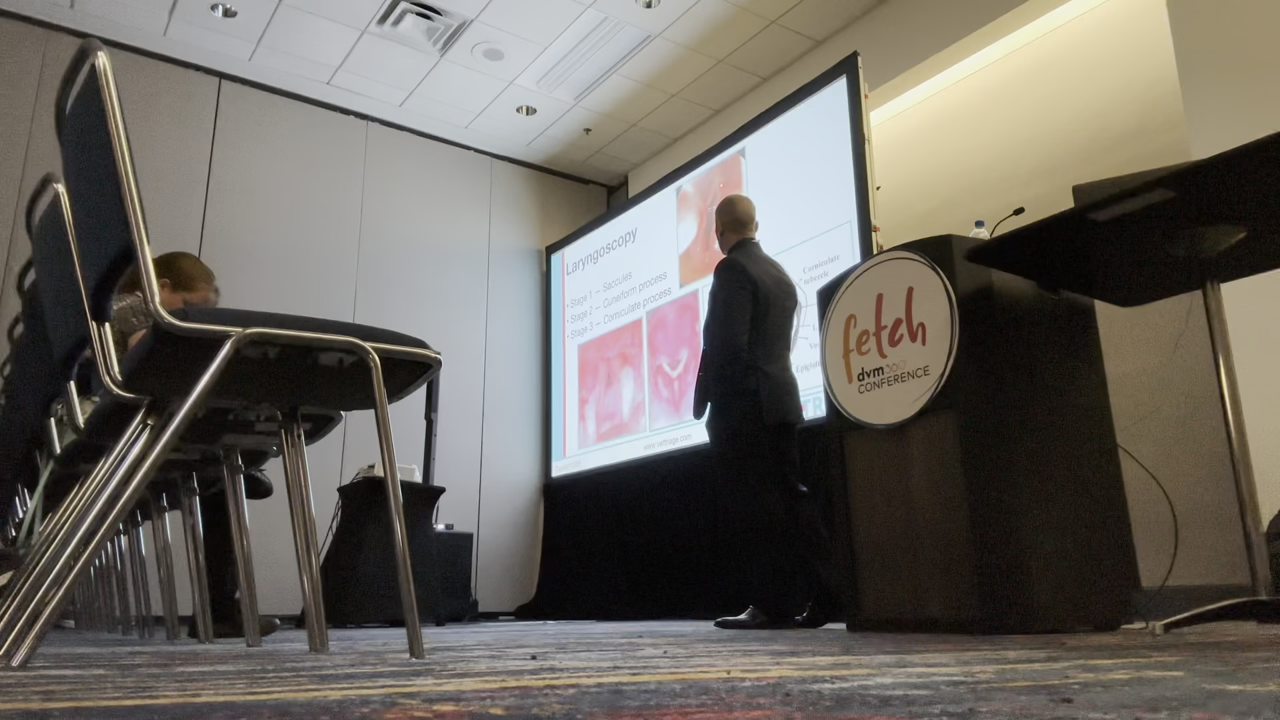 Laryngoscopy
• Stage 1 – Saccules
• Stage 2 – Cuneiform process
• Stage 3 – Corniculate process
Corniculate
tubercle
www.vetriage.com
fetch
dvm360
CONFERENCE